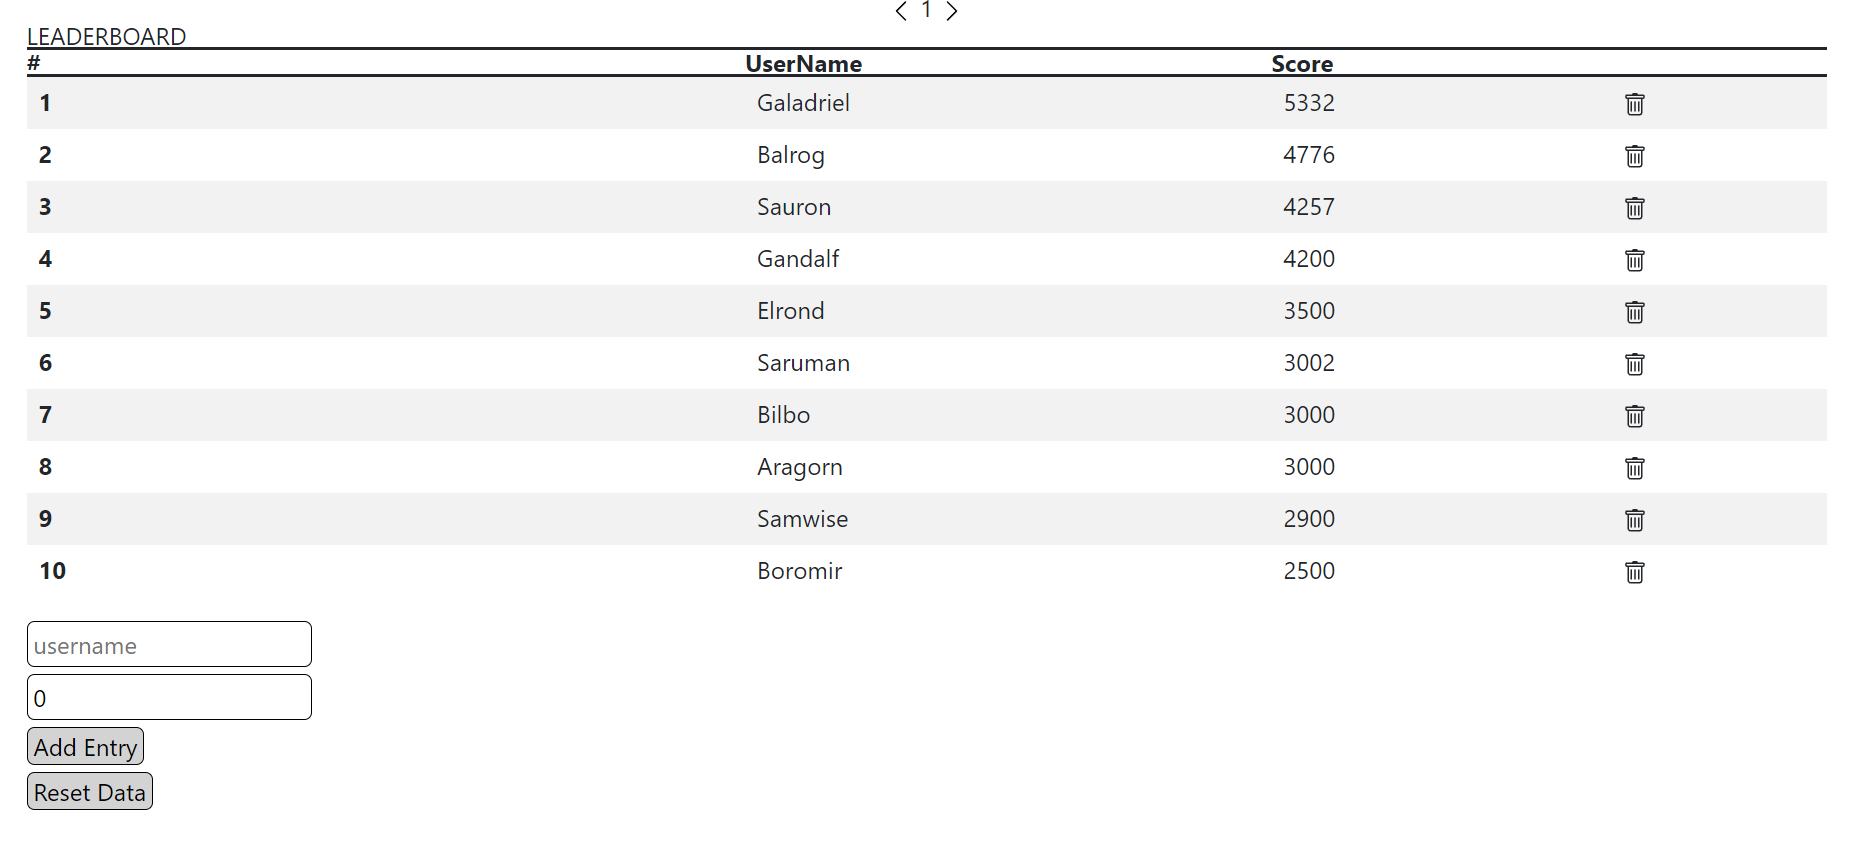 < 1 >
LEADERBOARD
# UserName Score
1 Galadriel 5332
2 Balrog 4776
3 Sauron 4257
4 Gandalf 4200
5 Elrond 3500
6 Saruman 3002
7 Bilbo 3000
8 Aragorn 3000
9 Samwise 2900
10 Boromir 2500
username
0
Add Entry
Reset Data